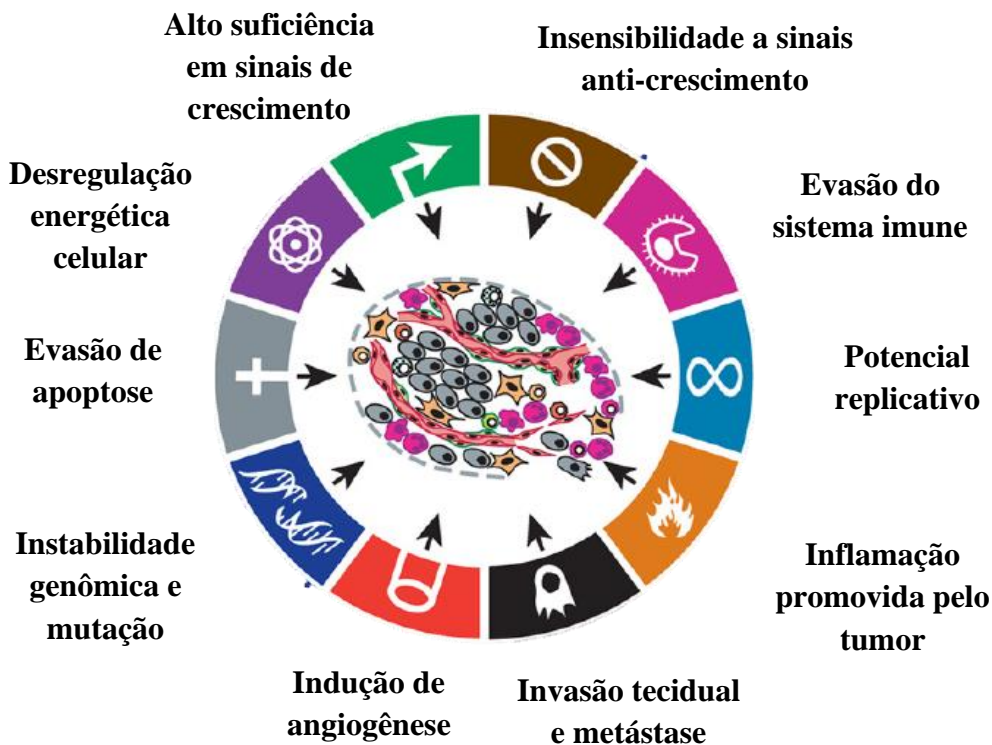 Alto suficiência
em sinais de
crescimento
Insensibilidade a sinais
anti-crescimento
Desregulação
energética
celular
Evasão do
sistema imune
Evasão de
apoptose
Potencial
replicativo
Instabilidade
genômica e
mutação
Inflamação
promovida pelo
tumor
Indução de
angiogênese
Invasão tecidual
e metástase